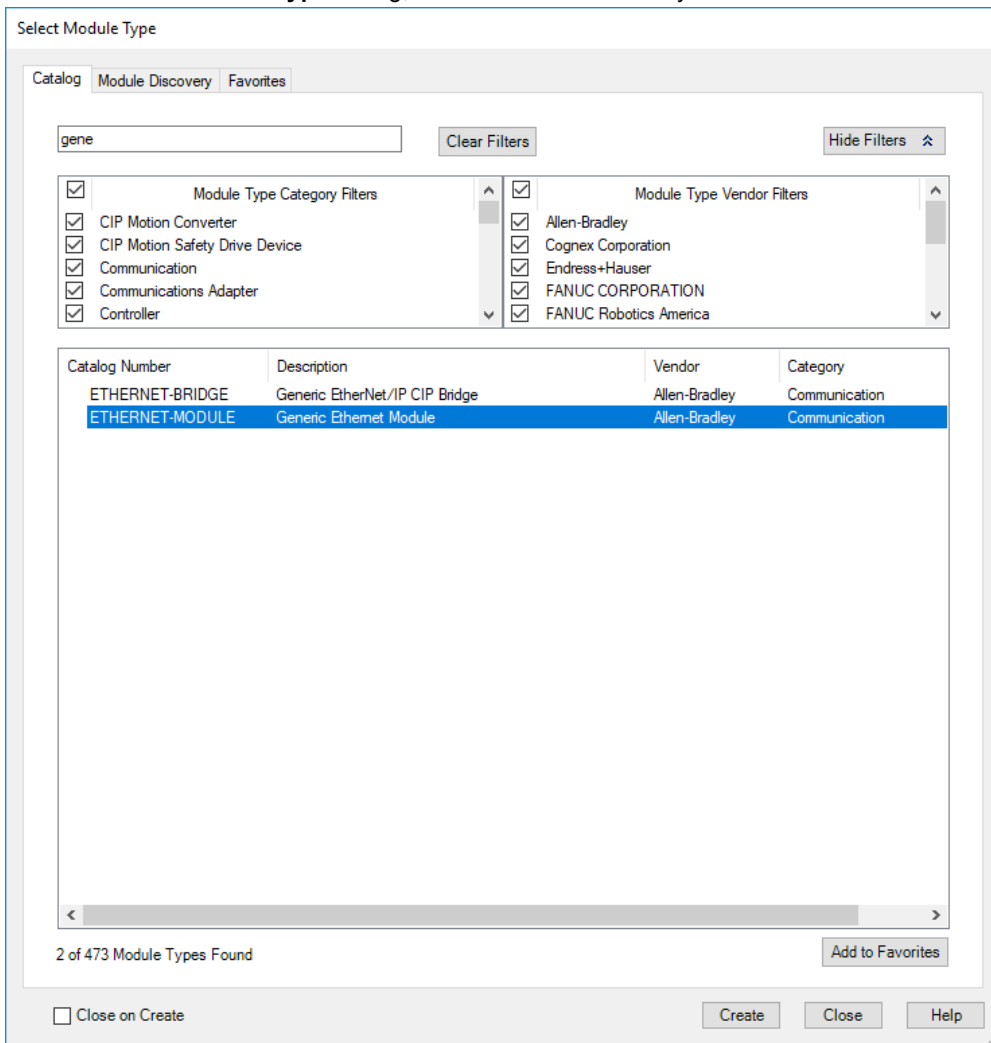 Select Module Type
Catalog Module Discovery Favorites
gene Clear Filters Hide Filters
Module Type Category Filters Module Type Vendor Filters
CIP Motion Converter Allen-Bradley
CIP Motion Safety Drive Device Cognex Corporation
Communication Endress+Hauser
Communications Adapter FANUC CORPORATION
Controller FANUC Robotics America
Catalog Number Description Vendor Category
ETHERNET-BRIDGE Generic EtherNet/IP CIP Bridge Allen-Bradley Communication
ETHERNET-MODULE Generic Ethernet Module Allen-Bradley Communication
2 of 473 Module Types Found Add to Favorites
Close on Create Create Close Help